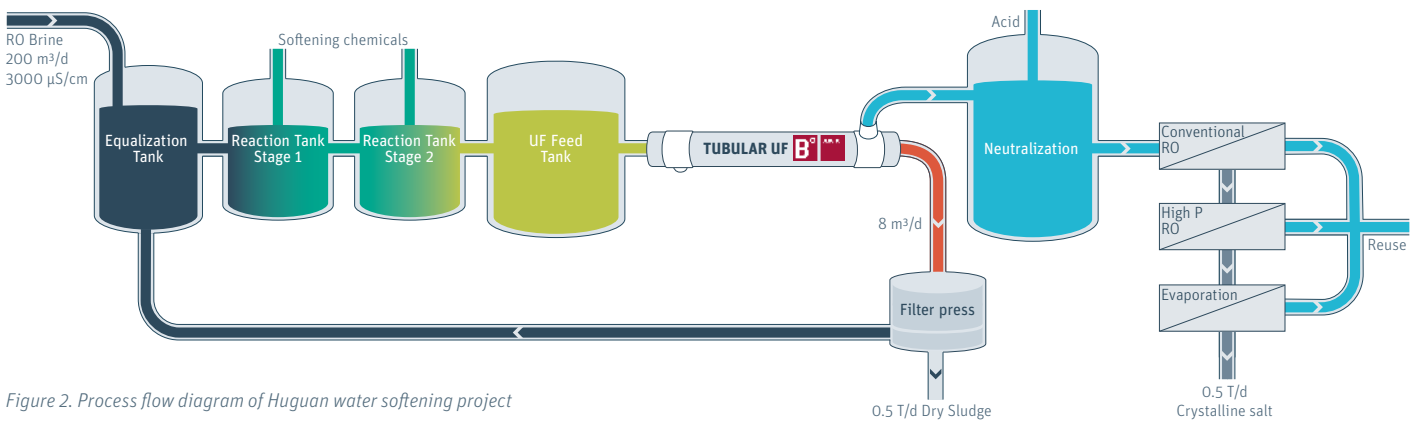 RO Brine
200 m³/d
3000 µS/cm
Softening chemicals
Acid
Equalization
Tank
Reaction Tank
Stage 1
Reaction Tank
Stage 2
UF Feed
Tank
TUBULAR UF
Neutralization
Conventional
RO
High P
RO
Evaporation
Reuse
8 m³/d
Filter press
0.5 T/d Dry Sludge
0.5 T/d
Crystalline salt
Figure 2. Process flow diagram of Huguan water softening project